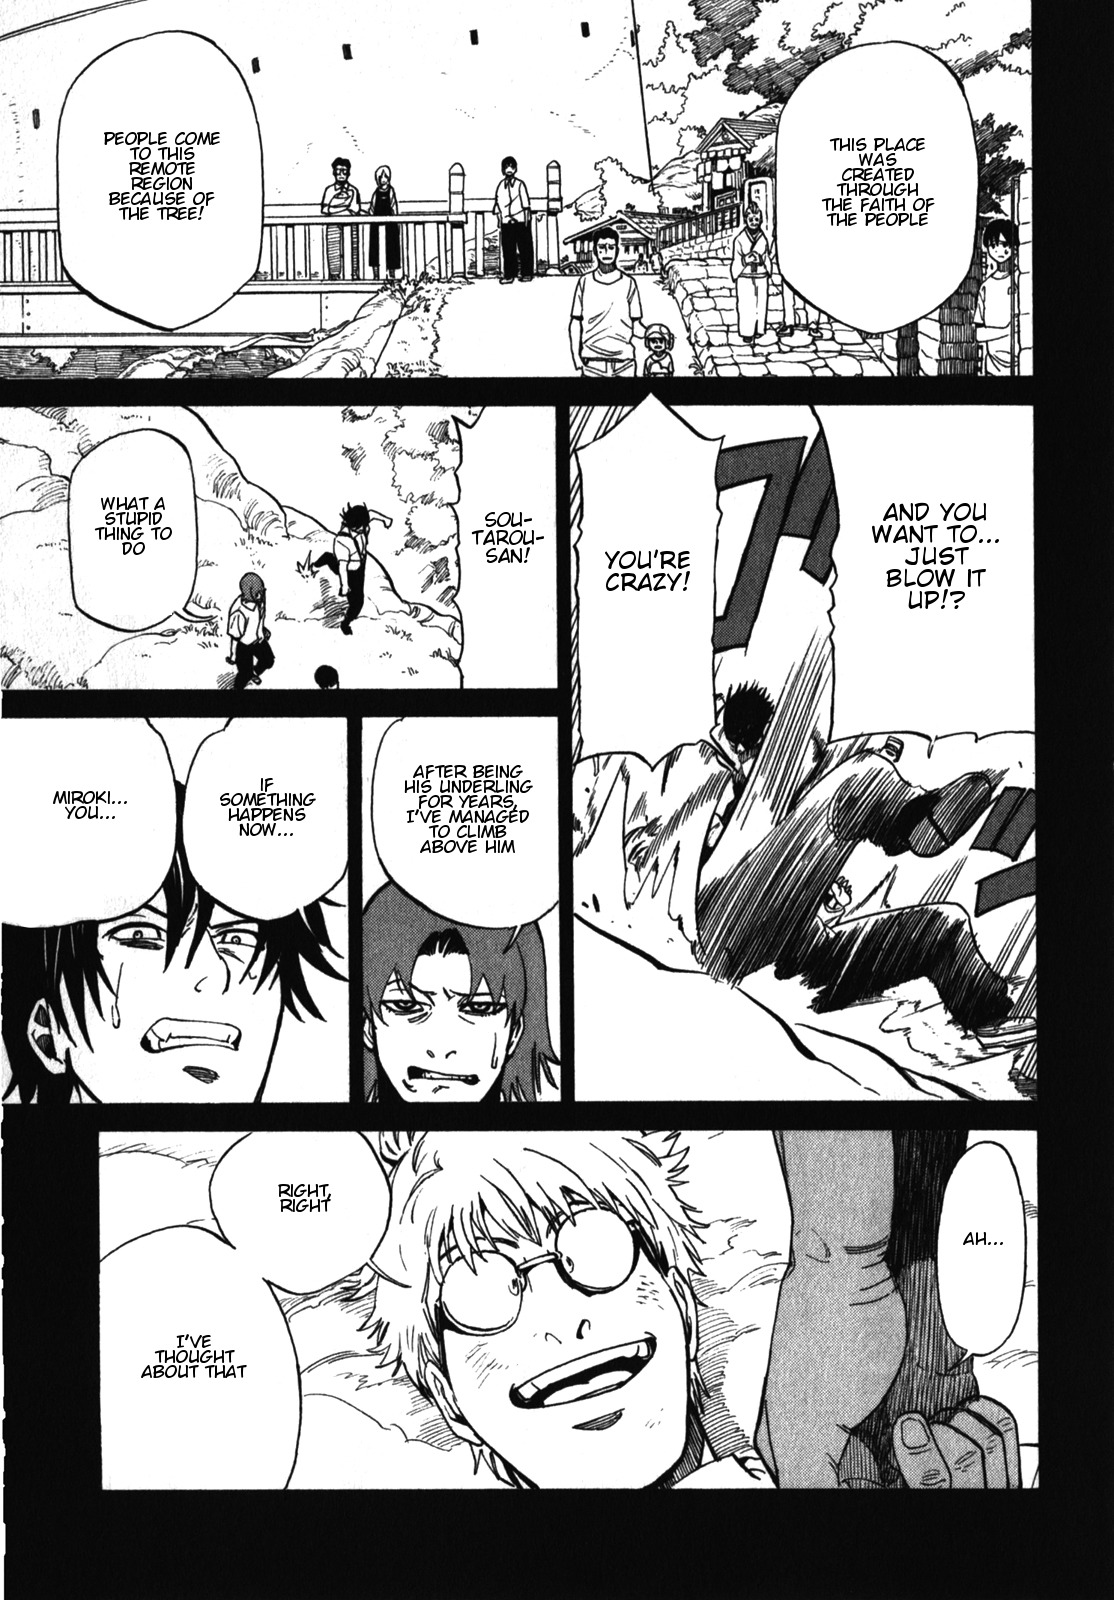 THIS PLACE
WAS
CREATED
THROUGH
THE FAITH OF
THE PEOPLE
PEOPLE COME
TO THIS
REMOTE
REGION
BECAUSE OF
THE TREE!
AND YOU
WANT TO...
JUST
BLOW IT
UP!?
YOU'RE
CRAZY!
SOU-
TAROU-
SAN!
WHAT A
STUPID
THING TO
DO
AFTER BEING
HIS UNDERLING
FOR YEARS,
I'VE MANAGED
TO CLIMB
ABOVE HIM
IF
SOMETHING
HAPPENS
NOW...
MIROKI...
YOU...
AH...
RIGHT,
RIGHT
I'VE
THOUGHT
ABOUT THAT